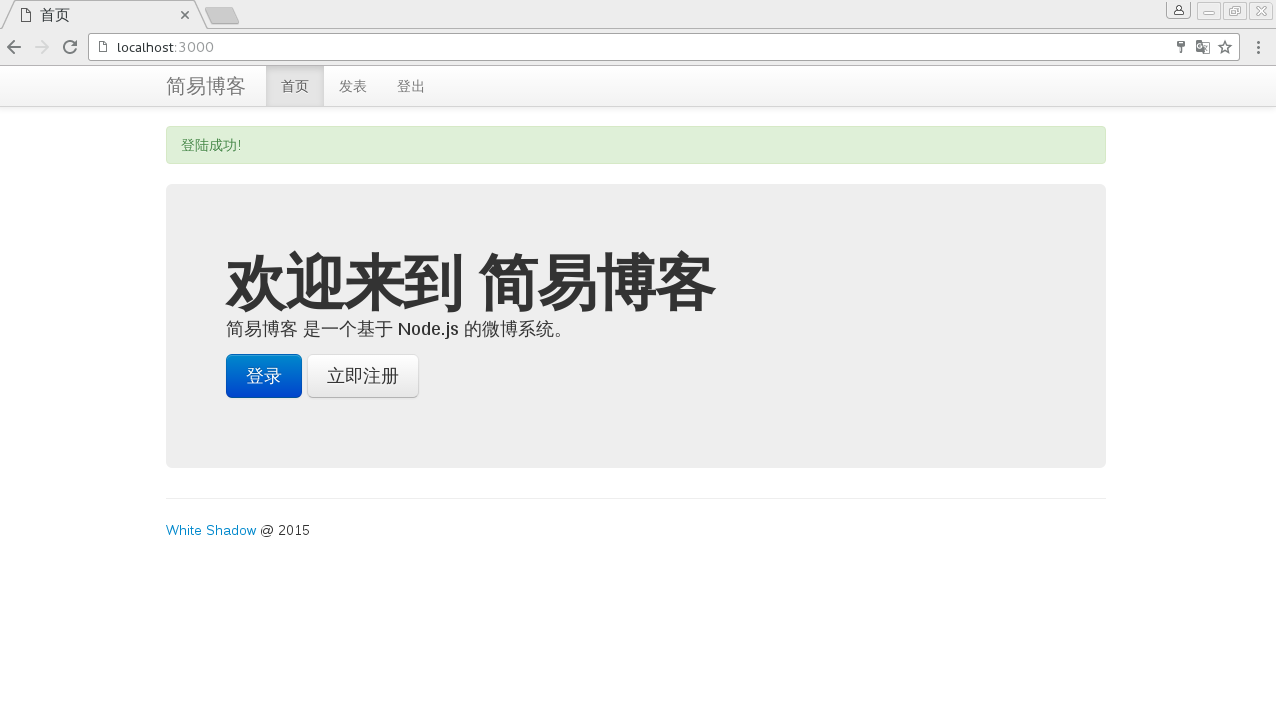 首页
localhost:3000
简易博客 首页 发表 登出
登陆成功!
欢迎来到 简易博客
简易博客 是一个基于 Node.js 的微博系统。
登录 立即注册
White Shadow @ 2015